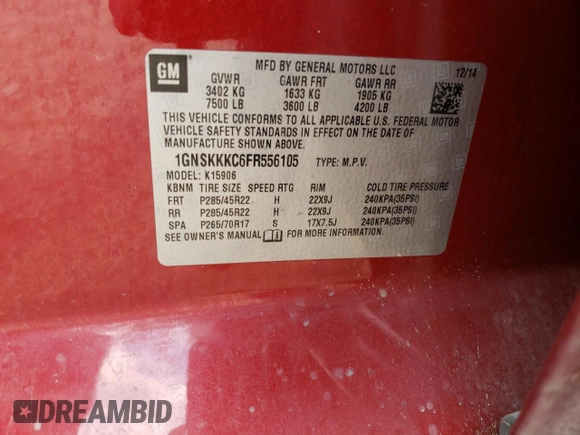 GM
MFD BY GENERAL MOTORS LLC 12/14
GVWR GAWR FRT GAWR RR
3402 KG 1633 KG 1905 KG
7500 LB 3600 LB 4200 LB
THIS VEHICLE CONFORMS TO ALL APPLICABLE U.S. FEDERAL MOTOR
VEHICLE SAFETY STANDARDS IN EFFECT ON THE DATE OF
MANUFACTURE SHOWN ABOVE.
1GNSKKKC6FR556105 TYPE: M.P.V.
MODEL: K15906
KBNM TIRE SIZE SPEED RTG RIM COLD TIRE PRESSURE
FRT P285/45R22 H 22X9J 240KPA(35PSI)
RR P285/45R22 H 22X9J 240KPA(35PSI)
SPA P265/70R17 S 17X7.5J 240KPA(35PSI)
SEE OWNER'S MANUAL FOR MORE INFORMATION.
DREAMBID